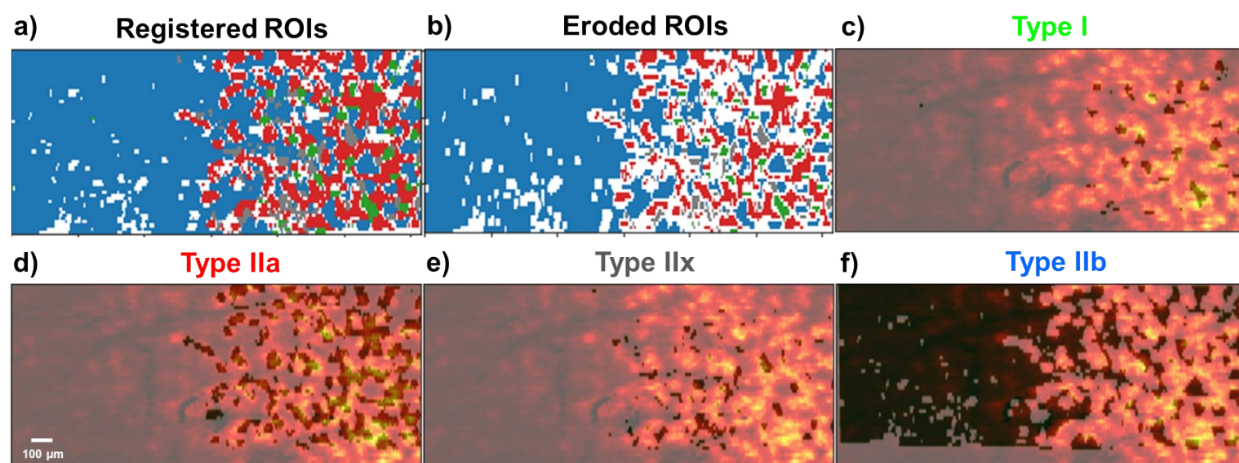 a) Registered ROIs
b) Eroded ROIs
c) Type I
d) Type IIa
e) Type IIx
f) Type IIb
100 µm